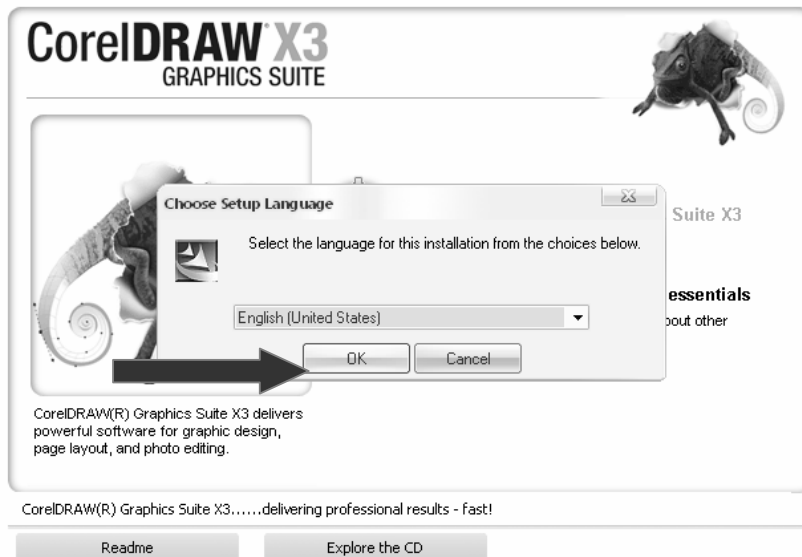 CorelDRAW® X3
GRAPHICS SUITE
Choose Setup Language
Select the language for this installation from the choices below.
English (United States)
OK
Cancel
Suite X3
essentials
out other
CorelDRAW(R) Graphics Suite X3 delivers
powerful software for graphic design,
page layout, and photo editing.
CorelDRAW(R) Graphics Suite X3......delivering professional results - fast!
Readme
Explore the CD